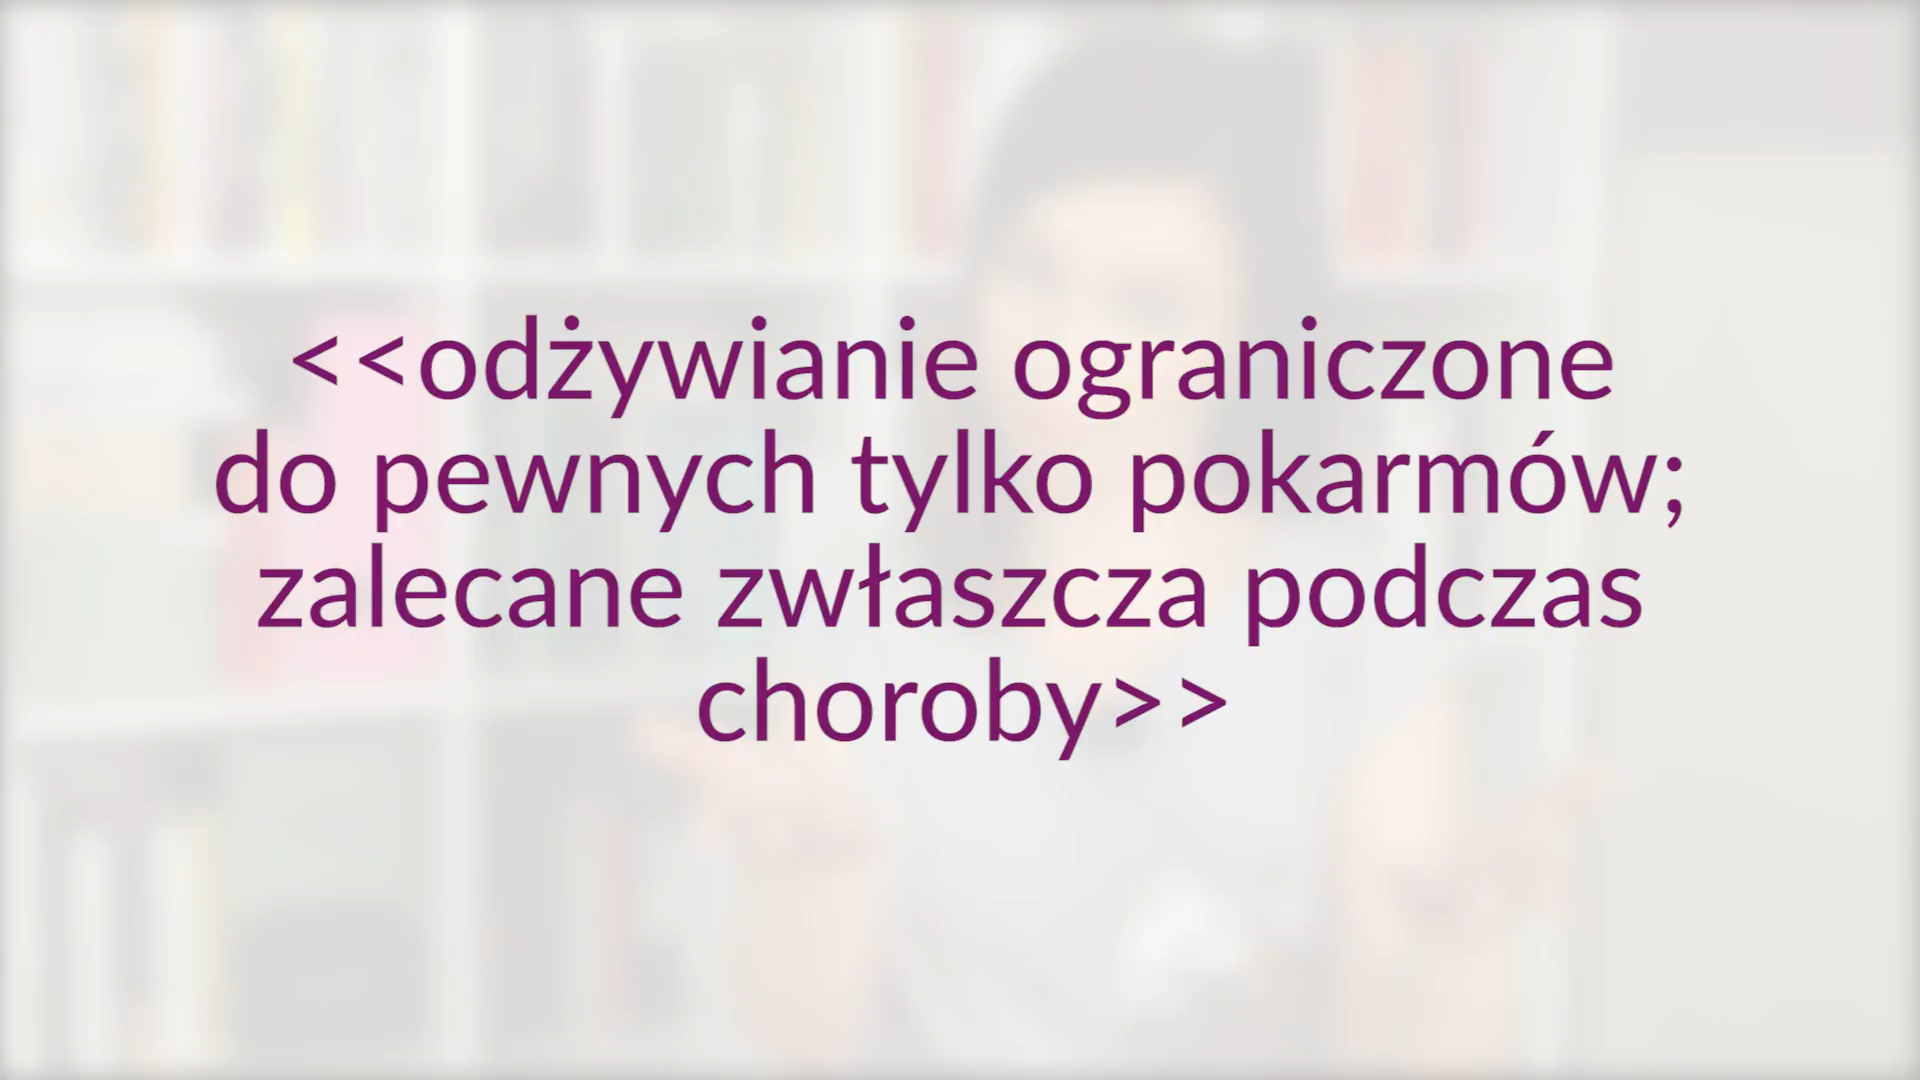 <<odżywianie ograniczone
do pewnych tylko pokarmów;
zalecane zwłaszcza podczas
choroby>>